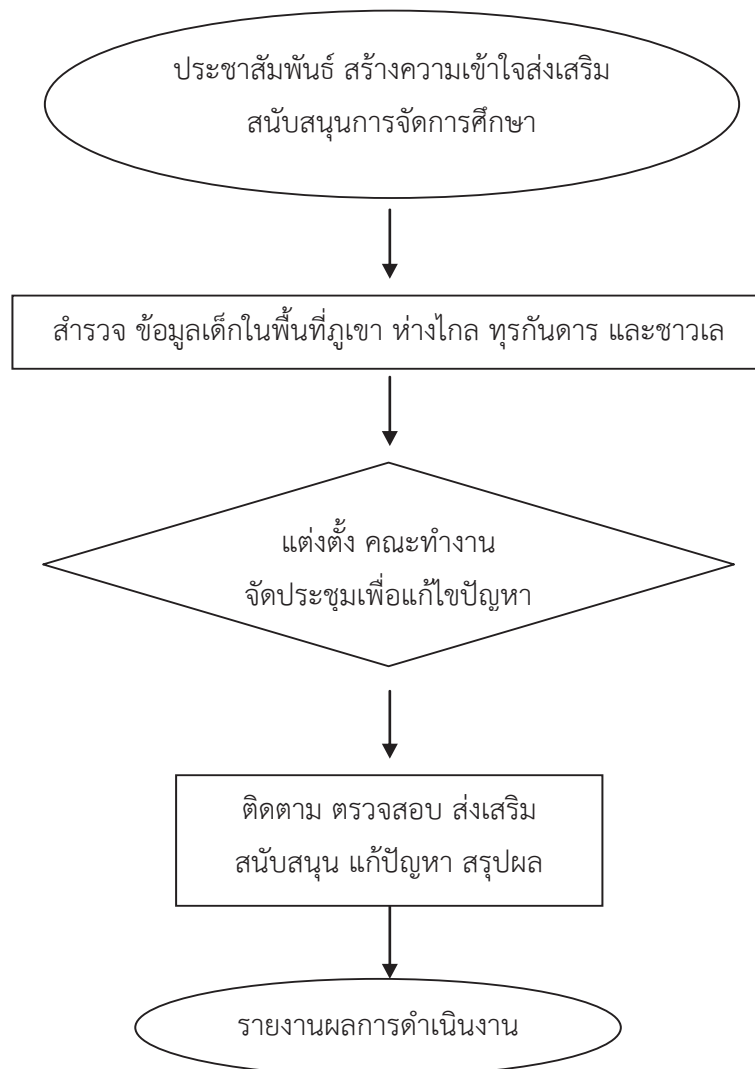 ประชาสัมพันธ์ สร้างความเข้าใจส่งเสริม
สนับสนุนการจัดการศึกษา
สำรวจ ข้อมูลเด็กในพื้นที่ภูเขา ห่างไกล ทุรกันดาร และชาวเล
แต่งตั้ง คณะทำงาน
จัดประชุมเพื่อแก้ไขปัญหา
ติดตาม ตรวจสอบ ส่งเสริม
สนับสนุน แก้ปัญหา สรุปผล
รายงานผลการดำเนินงาน